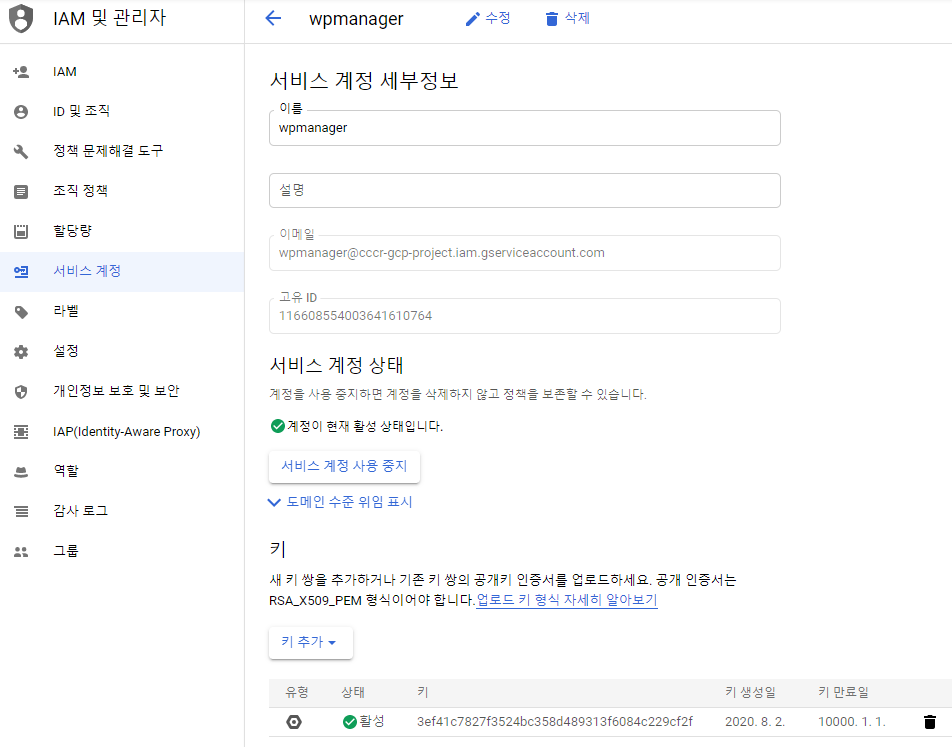 IAM 및 관리자
wpmanager
수정
삭제
IAM
ID 및 조직
정책 문제해결 도구
조직 정책
할당량
서비스 계정
라벨
설정
개인정보 보호 및 보안
IAP(Identity-Aware Proxy)
역할
감사 로그
그룹
서비스 계정 세부정보
이름
wpmanager
설명
이메일
wpmanager@cccr-gcp-project.iam.gserviceaccount.com
고유 ID
116608554003641610764
서비스 계정 상태
계정을 사용 중지하면 계정을 삭제하지 않고 정책을 보존할 수 있습니다.
계정이 현재 활성 상태입니다.
서비스 계정 사용 중지
도메인 수준 위임 표시
키
새 키 쌍을 추가하거나 기존 키 쌍의 공개키 인증서를 업로드하세요. 공개 인증서는
RSA_X509_PEM 형식이어야 합니다. 업로드 키 형식 자세히 알아보기
키 추가
유형 상태 키 키 생성일 키 만료일
활성 3ef41c7827f3524bc358d489313f6084c229cf2f 2020. 8. 2. 10000. 1. 1.